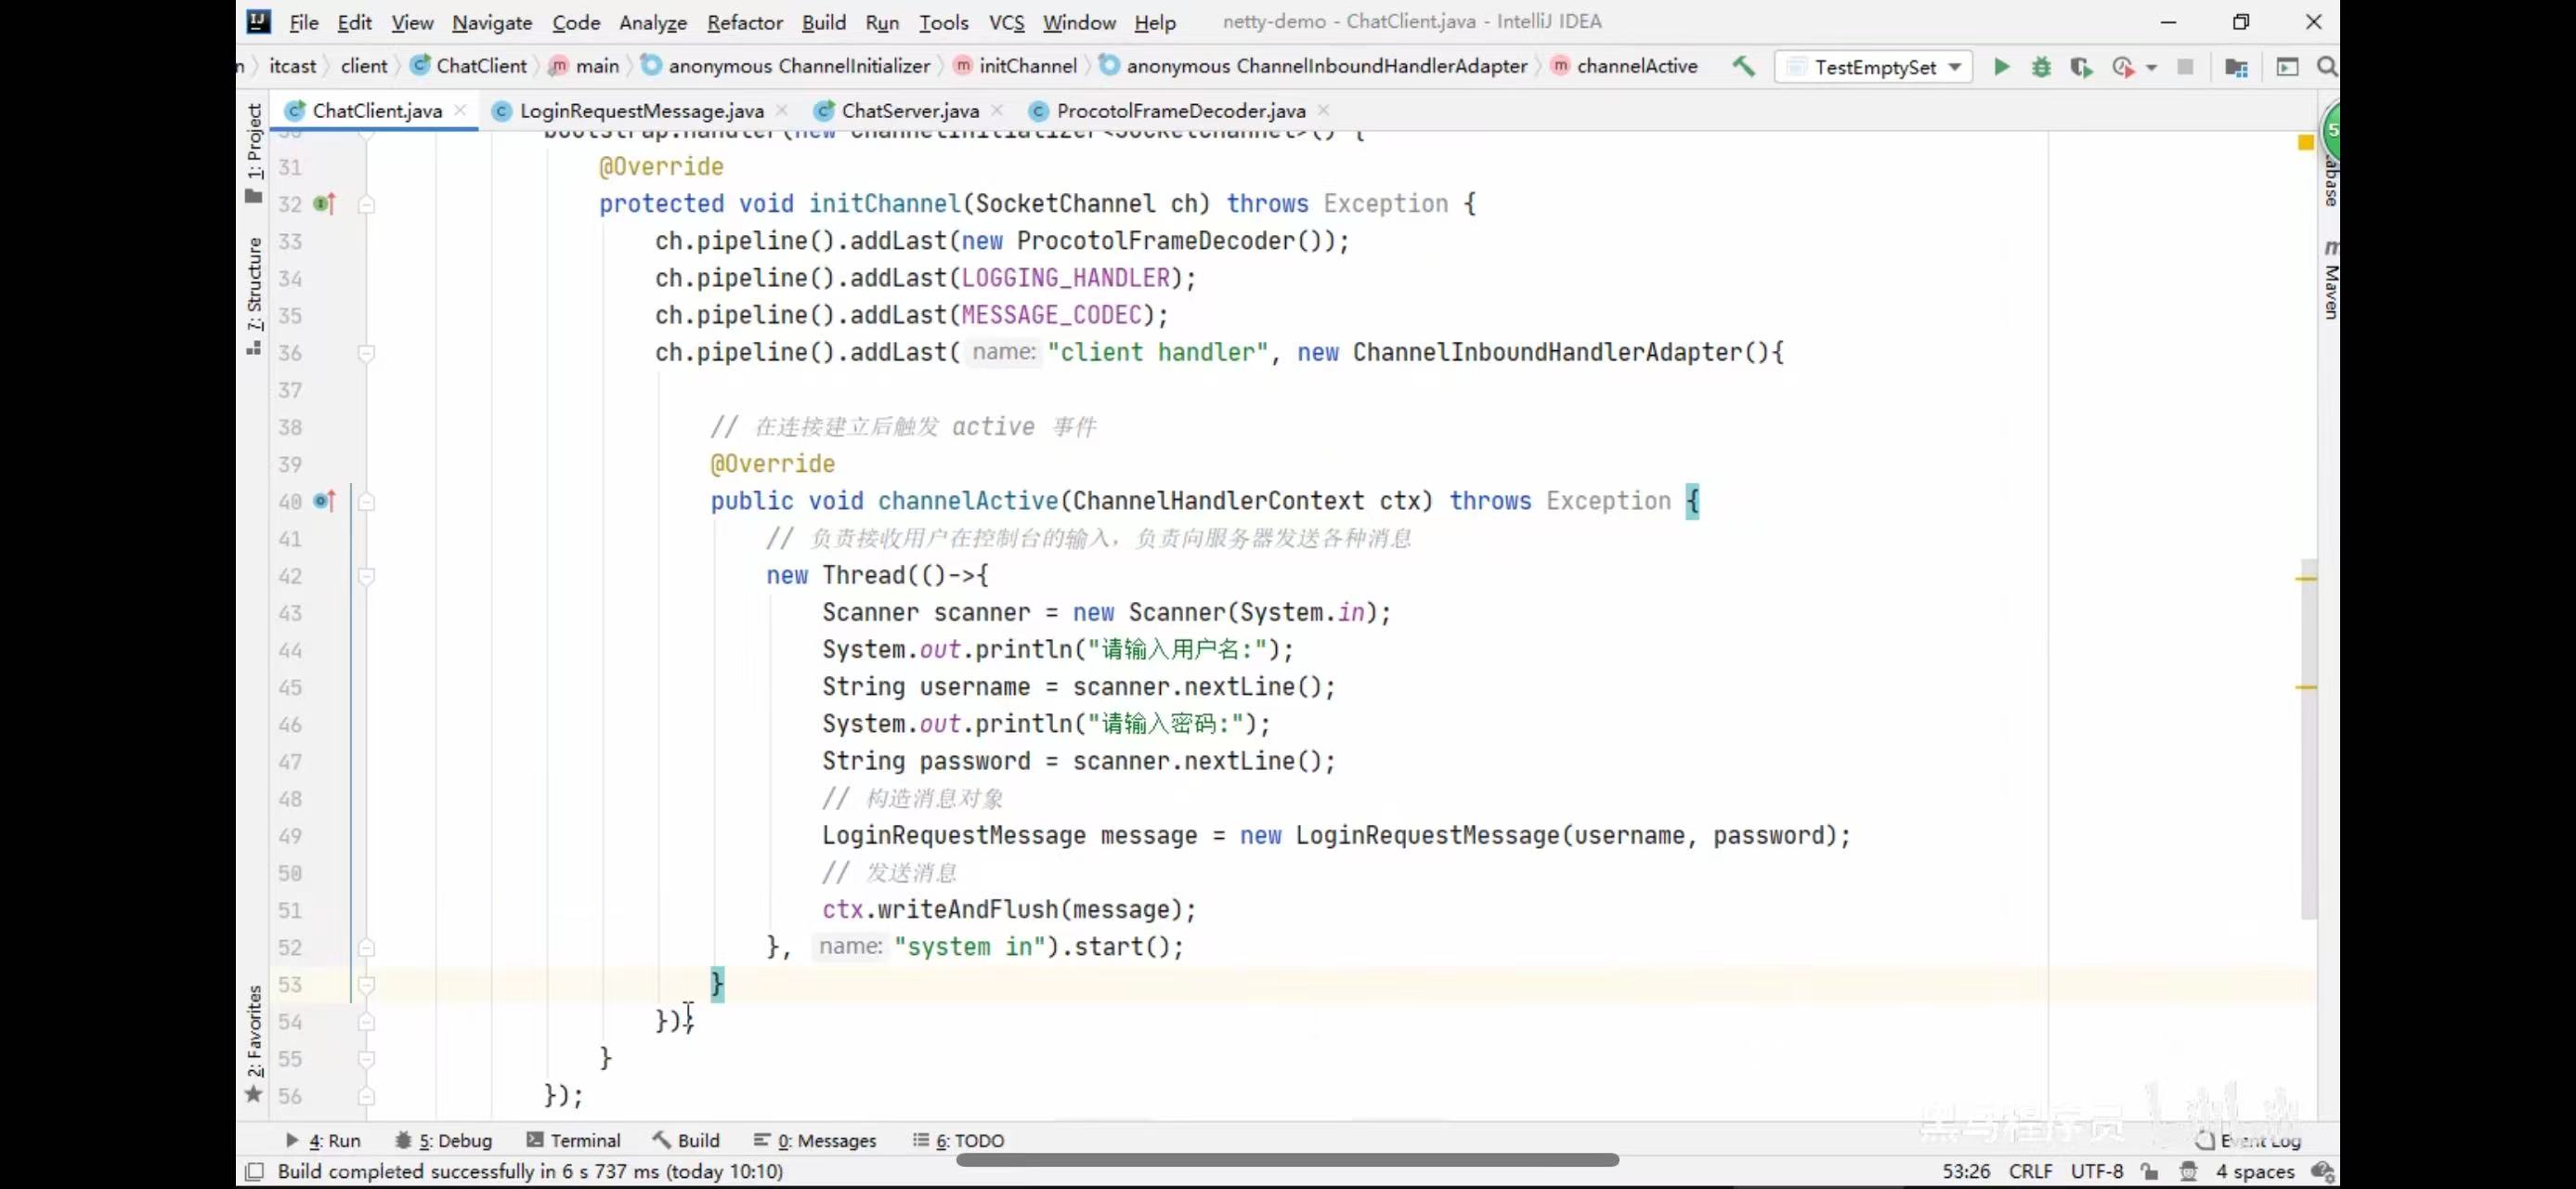 File Edit View Navigate Code Analyze Refactor Build Run Tools VCS Window Help netty-demo - ChatClient.java - IntelliJ IDEA
itcast client ChatClient main anonymous ChannelInitializer initChannel anonymous ChannelInboundHandlerAdapter channelActive TestEmptySet
ChatClient.java LoginRequestMessage.java ChatServer.java ProcotolFrameDecoder.java
1: Project
7: Structure
2: Favorites
abase
Maven
bootstrap.handler(new ChannelInitializer<SocketChannel>() {
31 @Override
32 protected void initChannel(SocketChannel ch) throws Exception {
33 ch.pipeline().addLast(new ProcotolFrameDecoder());
34 ch.pipeline().addLast(LOGGING_HANDLER);
35 ch.pipeline().addLast(MESSAGE_CODEC);
36 ch.pipeline().addLast( name: "client handler", new ChannelInboundHandlerAdapter(){
37
38 // 在连接建立后触发 active 事件
39 @Override
40 public void channelActive(ChannelHandlerContext ctx) throws Exception {
41 // 负责接收用户在控制台的输入，负责向服务器发送各种消息
42 new Thread(()->{
43 Scanner scanner = new Scanner(System.in);
44 System.out.println("请输入用户名:");
45 String username = scanner.nextLine();
46 System.out.println("请输入密码:");
47 String password = scanner.nextLine();
48 // 构造消息对象
49 LoginRequestMessage message = new LoginRequestMessage(username, password);
50 // 发送消息
51 ctx.writeAndFlush(message);
52 }, name: "system in").start();
53 }
54 });
55 }
56 });
黑马程序员
4: Run 5: Debug Terminal Build 0: Messages 6: TODO Event Log
Build completed successfully in 6 s 737 ms (today 10:10) 53:26 CRLF UTF-8 4 spaces